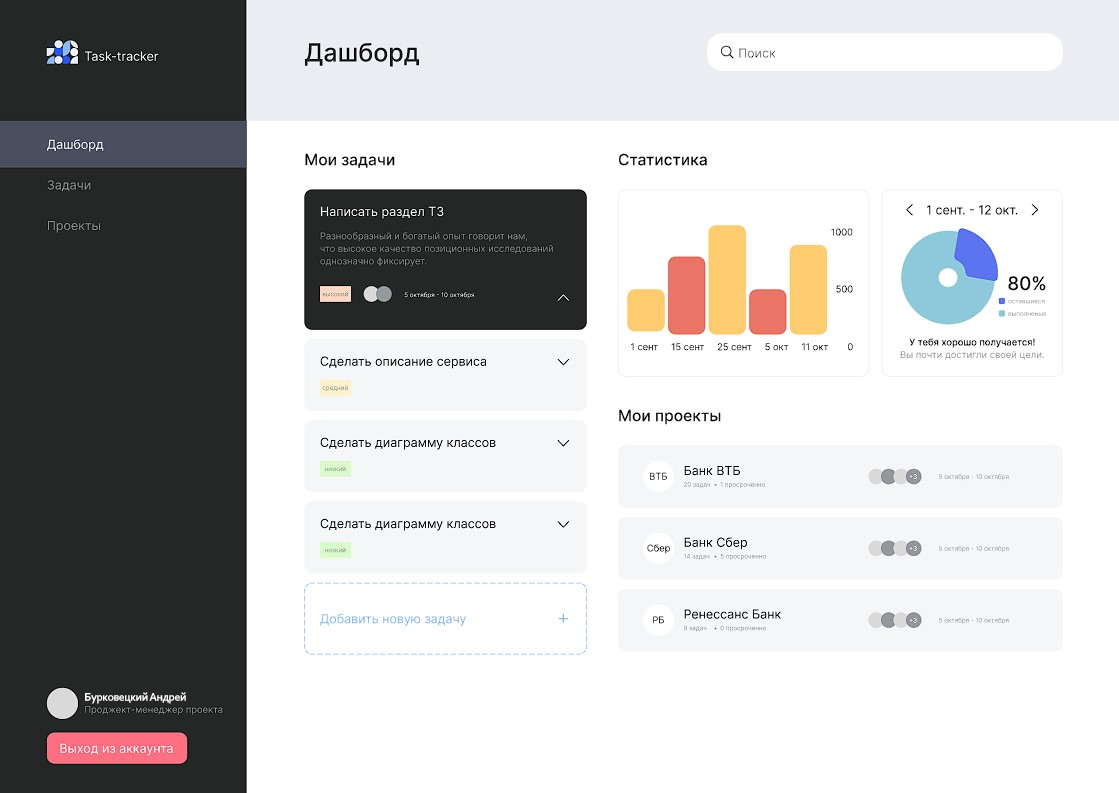 Task-tracker
Дашборд
Задачи
Проекты
Бурковецкий Андрей
Проджект-менеджер проекта
Выход из аккаунта
Дашборд
Поиск
Мои задачи
Написать раздел ТЗ
Разнообразный и богатый опыт говорит нам,
что высокое качество позиционных исследований
однозначно фиксирует.
высокий
5 октября - 10 октября
Сделать описание сервиса
средний
Сделать диаграмму классов
низкий
Сделать диаграмму классов
низкий
Добавить новую задачу +
Статистика
1000
500
1 сент 15 сент 25 сент 5 окт 11 окт 0
1 сент. - 12 окт.
80%
оставшиеся
выполненые
У тебя хорошо получается!
Вы почти достигли своей цели.
Мои проекты
ВТБ
Банк ВТБ
20 задач • 1 просроченно
+3
5 октября - 10 октября
Сбер
Банк Сбер
14 задач • 5 просроченно
+3
5 октября - 10 октября
РБ
Ренессанс Банк
8 задач • 0 просроченно
+3
5 октября - 10 октября